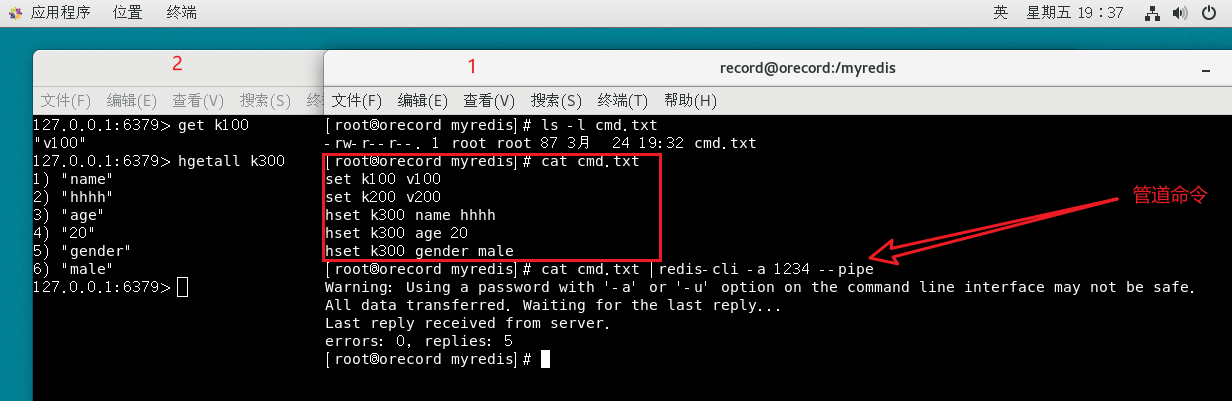 应用程序 位置 终端 英 星期五 19：37
2
文件(F) 编辑(E) 查看(V) 搜索(S) 终
127.0.0.1:6379> get k100
"v100"
127.0.0.1:6379> hgetall k300
1) "name"
2) "hhhh"
3) "age"
4) "20"
5) "gender"
6) "male"
127.0.0.1:6379>
1
record@orecord:/myredis
文件(F) 编辑(E) 查看(V) 搜索(S) 终端(T) 帮助(H)
[root@orecord myredis]# ls -l cmd.txt
-rw-r--r--. 1 root root 87 3月  24 19:32 cmd.txt
[root@orecord myredis]# cat cmd.txt
set k100 v100
set k200 v200
hset k300 name hhhh
hset k300 age 20
hset k300 gender male
[root@orecord myredis]# cat cmd.txt |redis-cli -a 1234 --pipe
Warning: Using a password with '-a' or '-u' option on the command line interface may not be safe.
All data transferred. Waiting for the last reply...
Last reply received from server.
errors: 0, replies: 5
[root@orecord myredis]#
管道命令